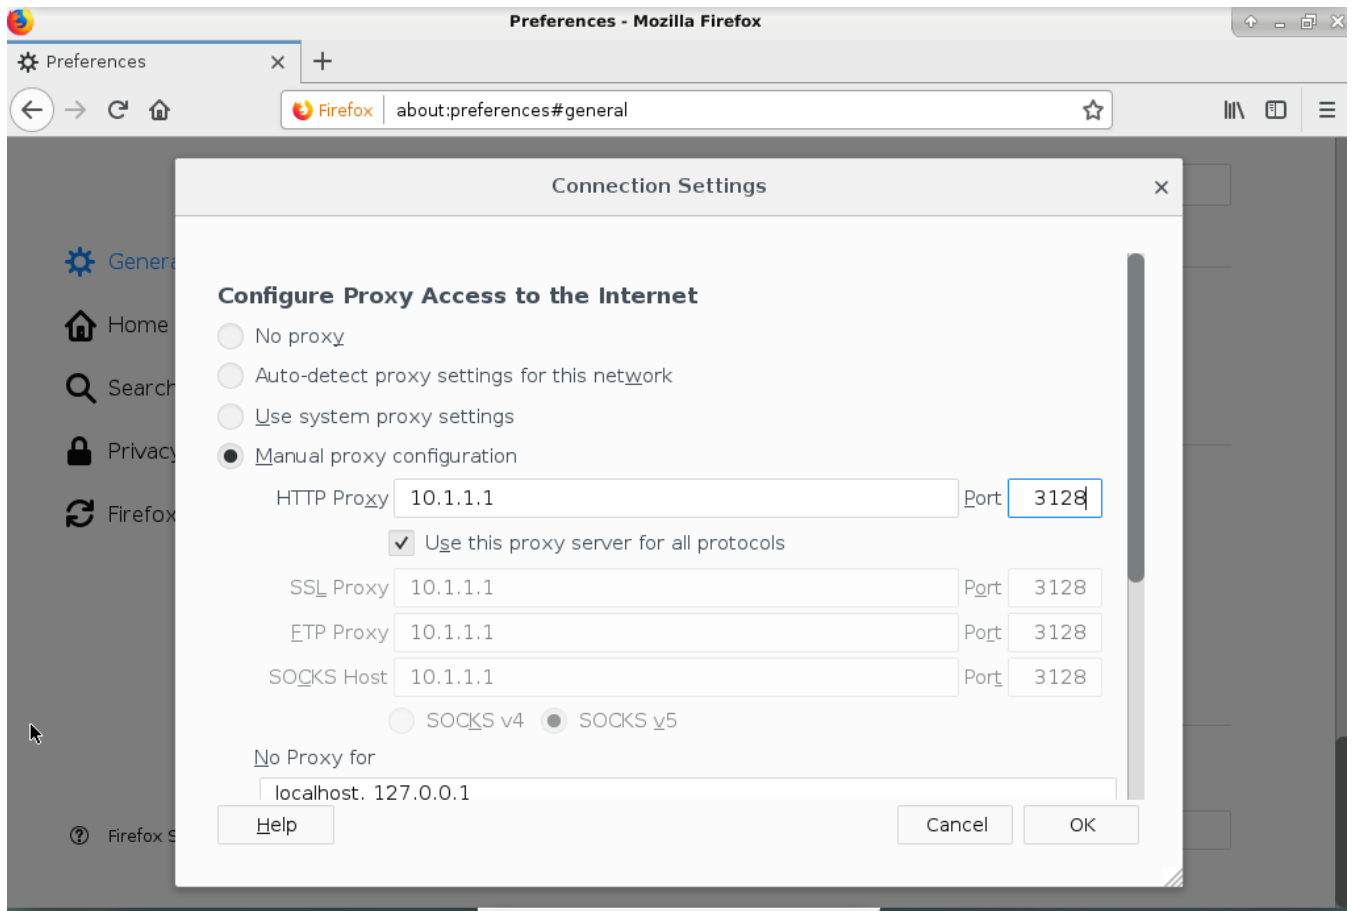 Preferences - Mozilla Firefox
Preferences
Firefox about:preferences#general
Connection Settings
General
Home
Search
Privacy
Firefox
Firefox S
Configure Proxy Access to the Internet
No proxy
Auto-detect proxy settings for this network
Use system proxy settings
Manual proxy configuration
HTTP Proxy 10.1.1.1 Port 3128
Use this proxy server for all protocols
SSL Proxy 10.1.1.1 Port 3128
FTP Proxy 10.1.1.1 Port 3128
SOCKS Host 10.1.1.1 Port 3128
SOCKS v4 SOCKS v5
No Proxy for
localhost, 127.0.0.1
Help Cancel OK